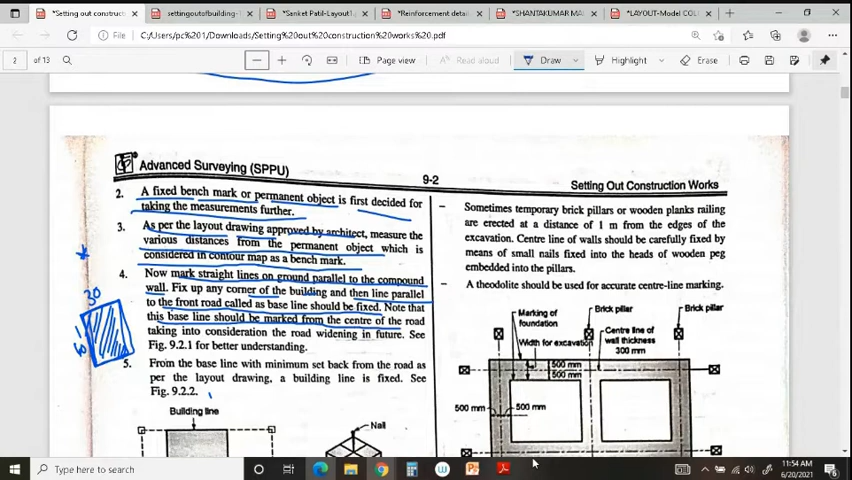 *Setting out construct
settingoutofbuilding-
*Sanket Patil-Layout1
*Reinforcement detai
*SHANTAKUMAR MA
*LAYOUT-Model COL
File
C:/Users/pc%201/Downloads/Setting%20out%20construction%20works%20.pdf
2
of 13
Page view
Read aloud
Draw
Highlight
Erase
Advanced Surveying (SPPU)
9-2
Setting Out Construction Works
2. A fixed bench mark or permanent object is first decided for
taking the measurements further.
3. As per the layout drawing approved by architect, measure the
various distances from the permanent object which is
considered in contour map as a bench mark.
4. Now mark straight lines on ground parallel to the compound
wall. Fix up any corner of the building and then line parallel
to the front road called as base line should be fixed. Note that
this base line should be marked from the centre of the road
taking into consideration the road widening in future. See
Fig. 9.2.1 for better understanding.
5. From the base line with minimum set back from the road as
per the layout drawing, a building line is fixed. See
Fig. 9.2.2.
30
Building line
Nail
– Sometimes temporary brick pillars or wooden planks railing
are erected at a distance of 1 m from the edges of the
excavation. Centre line of walls should be carefully fixed by
means of small nails fixed into the heads of wooden peg
embedded into the pillars.
– A theodolite should be used for accurate centre-line marking.
Marking of
foundation
Brick pillar
Brick pillar
Width for excavation
Centre line of
wall thickness
300 mm
500 mm
500 mm
500 mm
500 mm
Type here to search
11:54 AM
6/20/2021